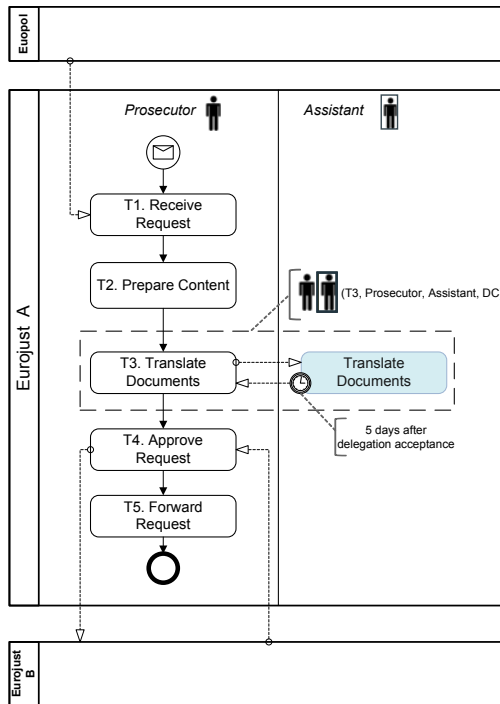 Euopol
Prosecutor
Assistant
T1. Receive
Request
T2. Prepare Content
(T3, Prosecutor, Assistant, DC
T3. Translate
Documents
Translate
Documents
5 days after
delegation acceptance
T4. Approve
Request
T5. Forward
Request
Eurojust A
Eurojust
B